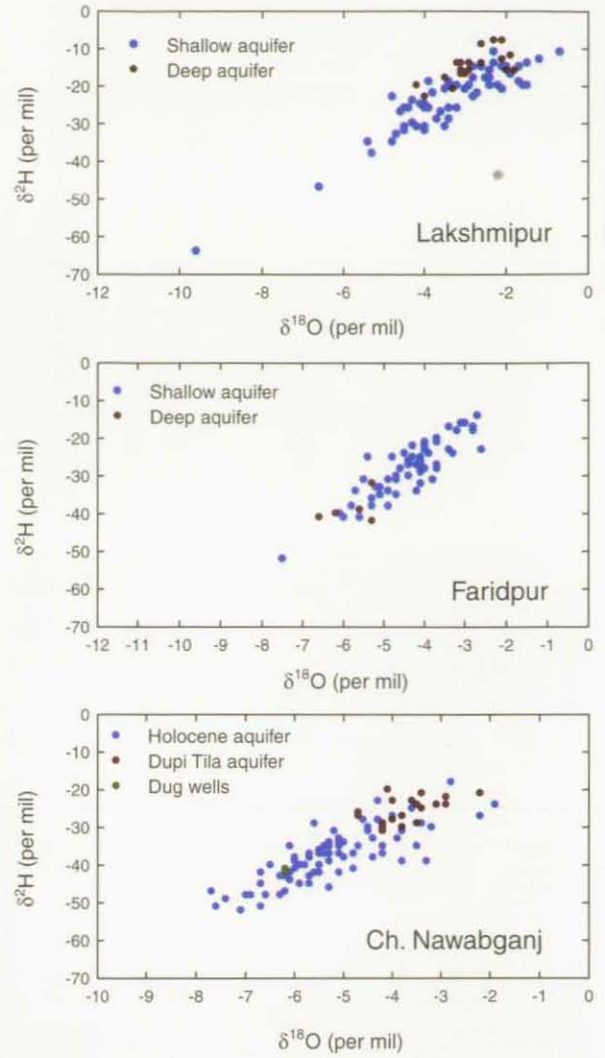 0
-10
-20
-30
-40
-50
-60
-70
δ²H (per mil)
Shallow aquifer
Deep aquifer
Lakshmipur
-12 -10 -8 -6 -4 -2 0
δ¹⁸O (per mil)
0
-10
-20
-30
-40
-50
-60
-70
δ²H (per mil)
Shallow aquifer
Deep aquifer
Faridpur
-12 -11 -10 -9 -8 -7 -6 -5 -4 -3 -2 -1 0
δ¹⁸O (per mil)
0
-10
-20
-30
-40
-50
-60
-70
δ²H (per mil)
Holocene aquifer
Dupi Tila aquifer
Dug wells
Ch. Nawabganj
-10 -9 -8 -7 -6 -5 -4 -3 -2 -1 0
δ¹⁸O (per mil)